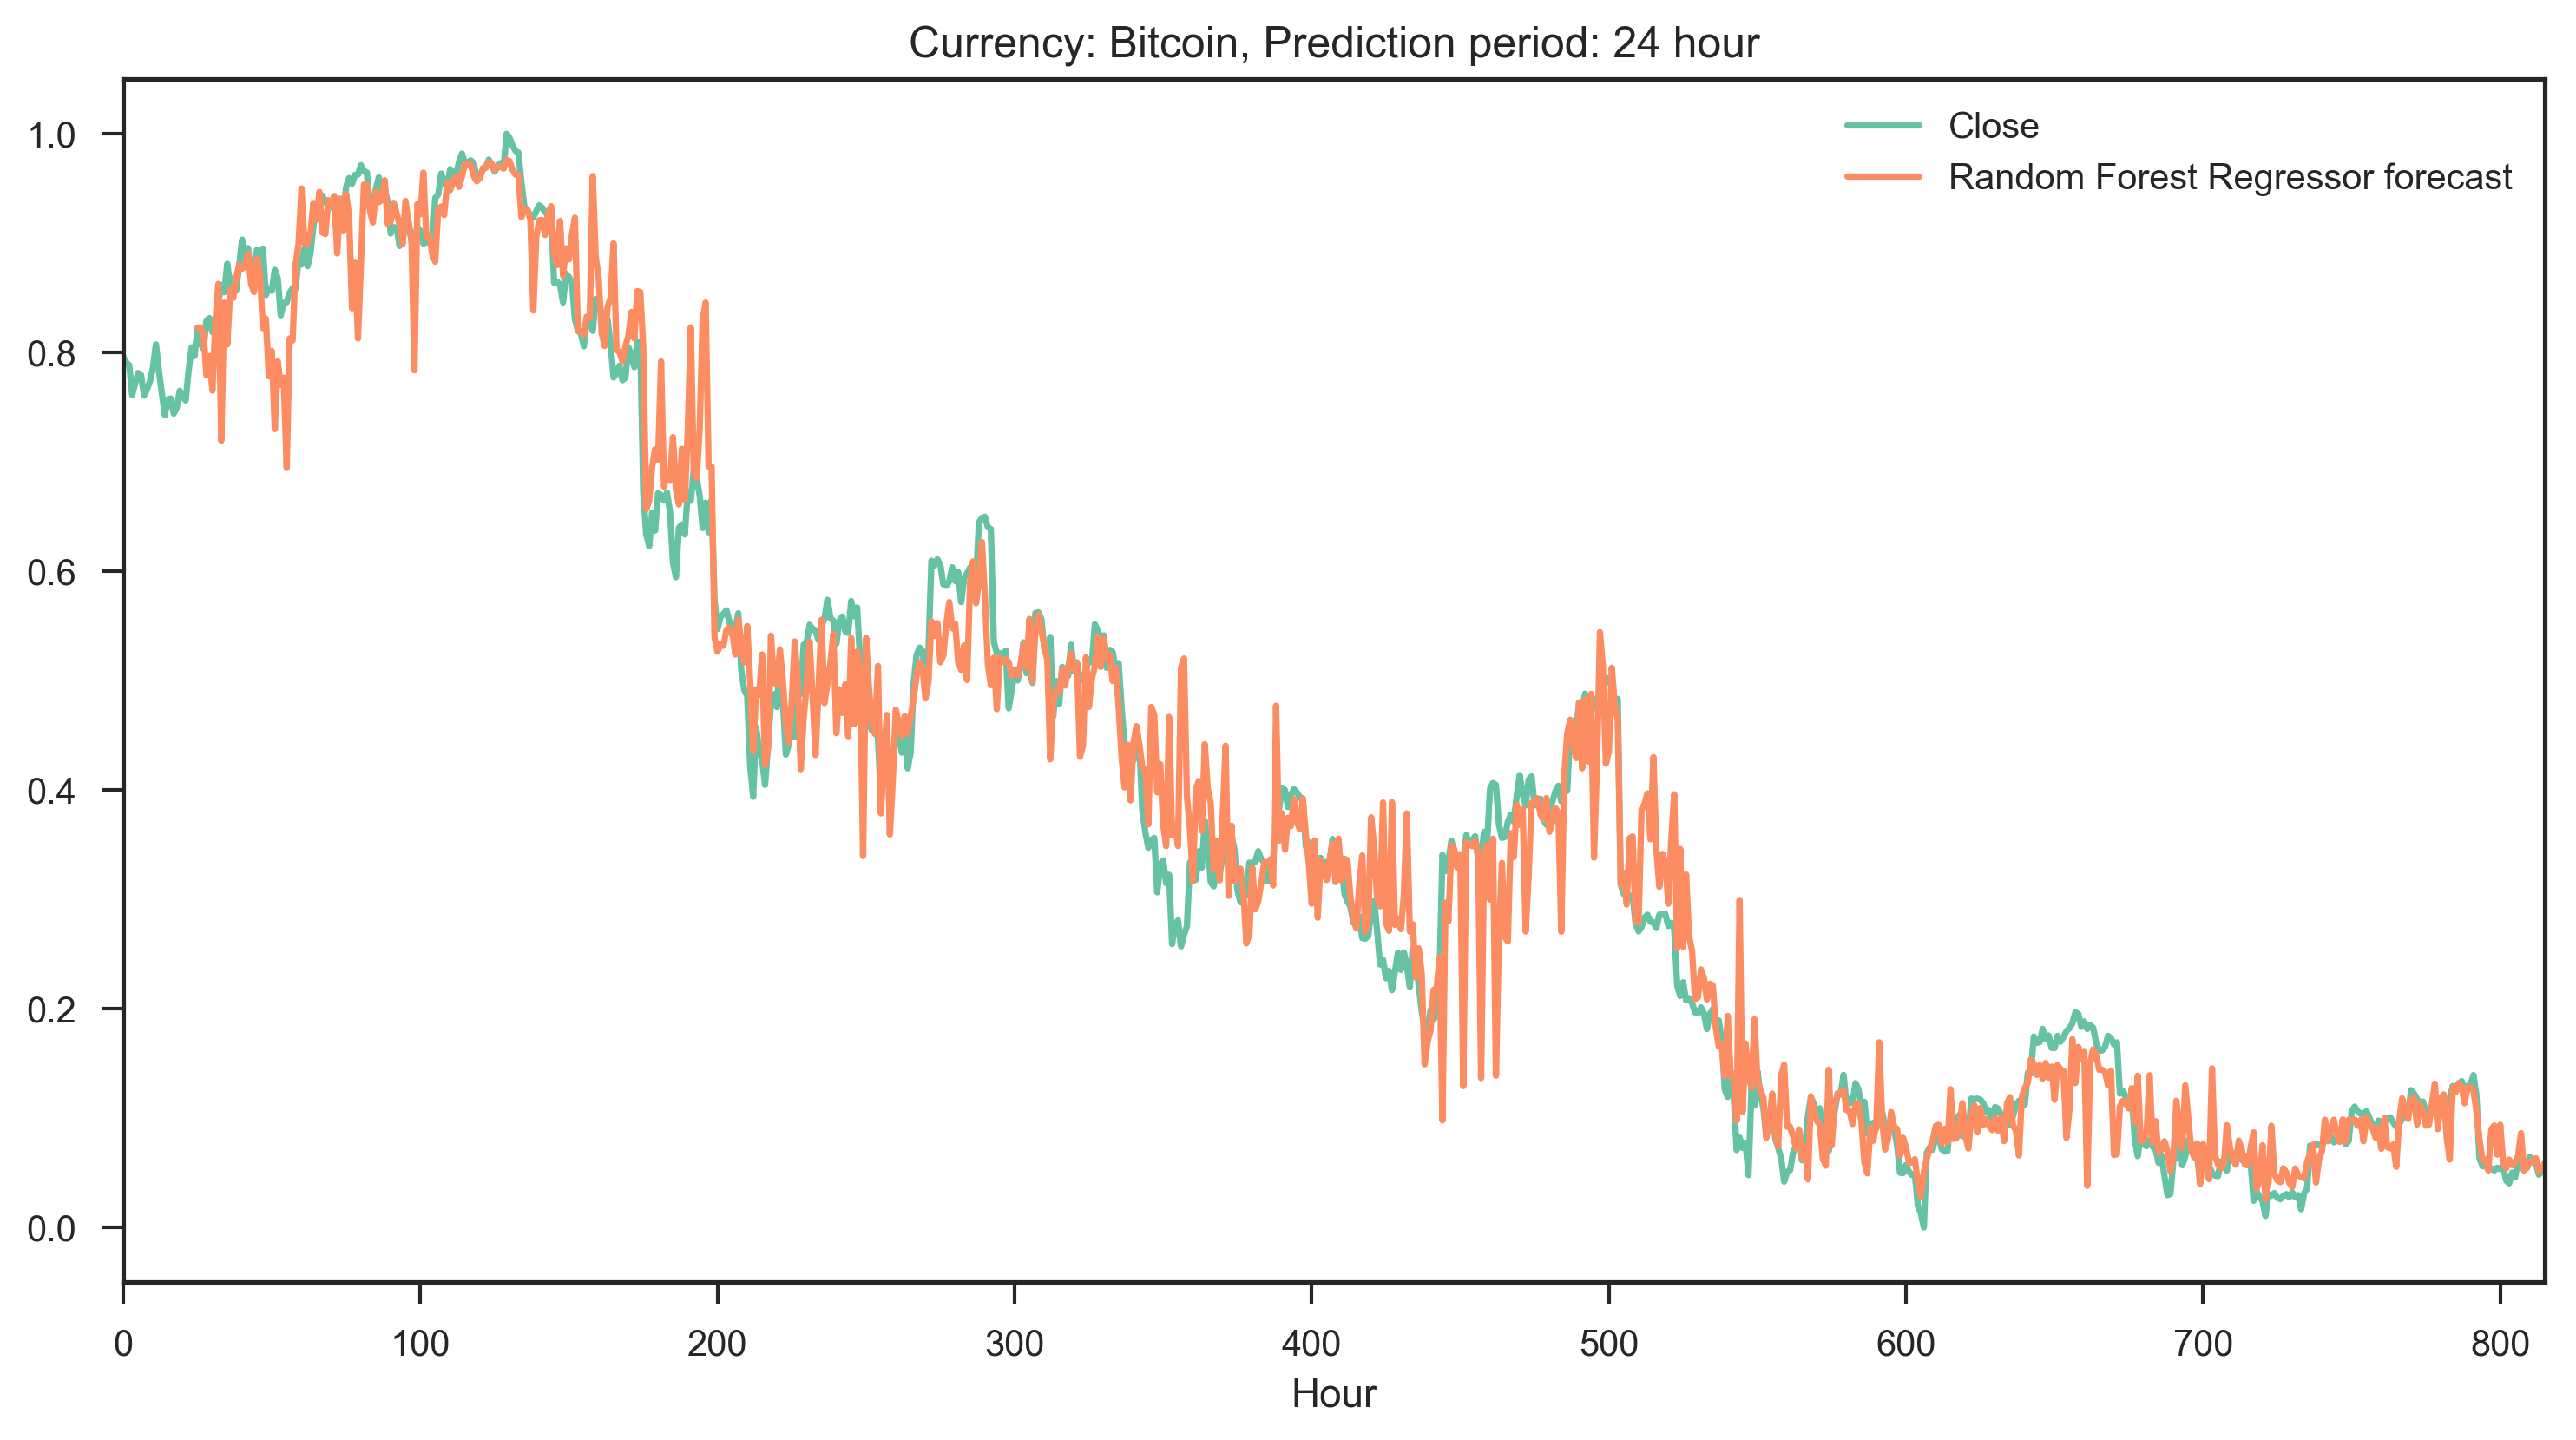 Currency: Bitcoin, Prediction period: 24 hour
Close
Random Forest Regressor forecast
1.0
0.8
0.6
0.4
0.2
0.0
0 100 200 300 400 500 600 700 800
Hour